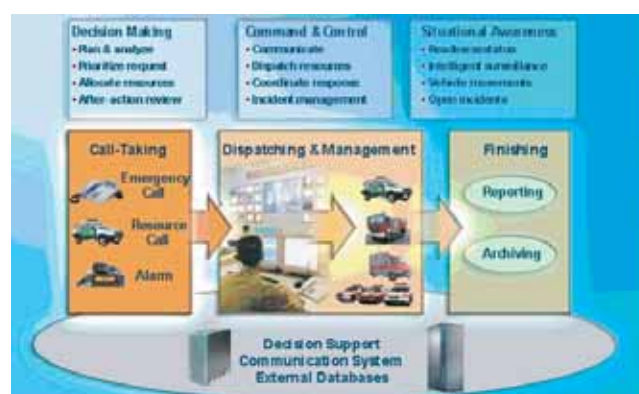 Decision Making
• Plan & analyze
• Prioritize request
• Allocate resources
• After-action review
Command & Control
• Communicate
• Dispatch resources
• Coordinate response
• Incident management
Situational Awareness
• Readiness status
• Intelligent surveillance
• Vehicle movements
• Open incidents
Call-Taking
Emergency
Call
Resource
Call
Alarm
Dispatching & Management
Finishing
Reporting
Archiving
Decision Support
Communication System
External Databases